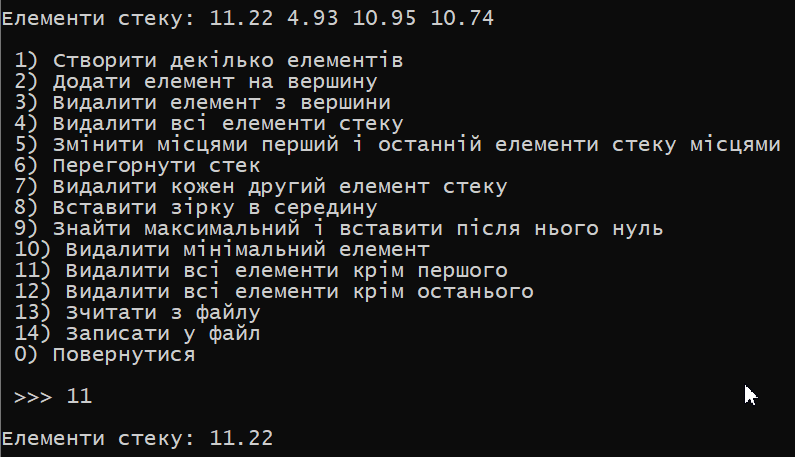 Елементи стеку: 11.22 4.93 10.95 10.74
1) Створити декілька елементів
2) Додати елемент на вершину
3) Видалити елемент з вершини
4) Видалити всі елементи стеку
5) Змінити місцями перший і останній елементи стеку місцями
6) Перегорнути стек
7) Видалити кожен другий елемент стеку
8) Вставити зірку в середину
9) Знайти максимальний і вставити після нього нуль
10) Видалити мінімальний елемент
11) Видалити всі елементи крім першого
12) Видалити всі елементи крім останього
13) Зчитати з файлу
14) Записати у файл
0) Повернутися
>>> 11
Елементи стеку: 11.22